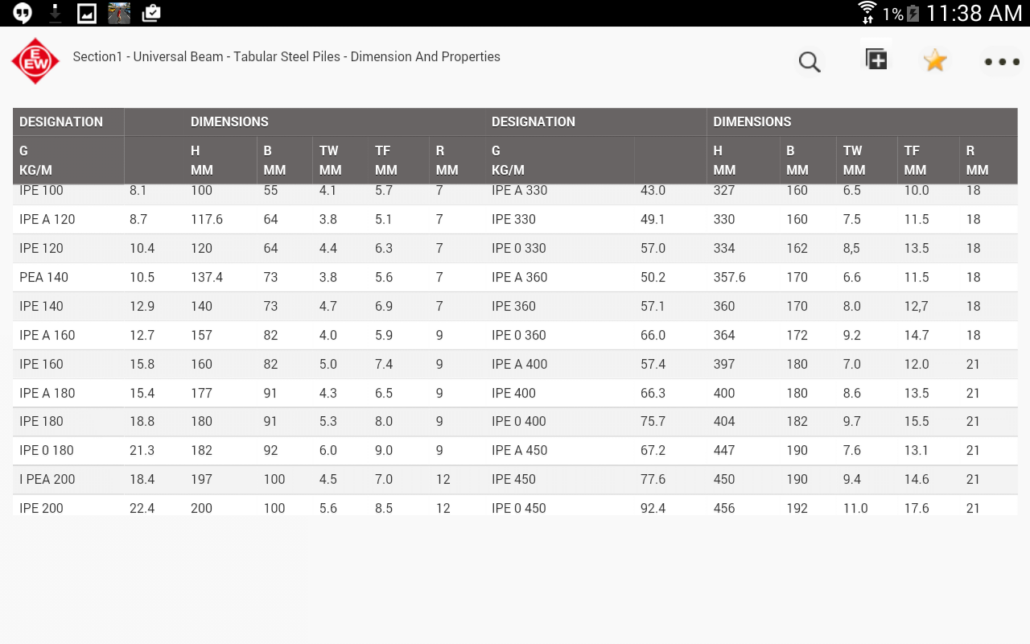 1% 11:38 AM
E
EEW
Section1 - Universal Beam - Tabular Steel Piles - Dimension And Properties
DESIGNATION DIMENSIONS DESIGNATION DIMENSIONS
G H B TW TF R G H B TW TF R
KG/M MM MM MM MM MM KG/M MM MM MM MM MM
IPE 100 8.1 100 55 4.1 5.7 7 IPE A 330 43.0 327 160 6.5 10.0 18
IPE A 120 8.7 117.6 64 3.8 5.1 7 IPE 330 49.1 330 160 7.5 11.5 18
IPE 120 10.4 120 64 4.4 6.3 7 IPE 0 330 57.0 334 162 8,5 13.5 18
PEA 140 10.5 137.4 73 3.8 5.6 7 IPE A 360 50.2 357.6 170 6.6 11.5 18
IPE 140 12.9 140 73 4.7 6.9 7 IPE 360 57.1 360 170 8.0 12,7 18
IPE A 160 12.7 157 82 4.0 5.9 9 IPE 0 360 66.0 364 172 9.2 14.7 18
IPE 160 15.8 160 82 5.0 7.4 9 IPE A 400 57.4 397 180 7.0 12.0 21
IPE A 180 15.4 177 91 4.3 6.5 9 IPE 400 66.3 400 180 8.6 13.5 21
IPE 180 18.8 180 91 5.3 8.0 9 IPE 0 400 75.7 404 182 9.7 15.5 21
IPE 0 180 21.3 182 92 6.0 9.0 9 IPE A 450 67.2 447 190 7.6 13.1 21
I PEA 200 18.4 197 100 4.5 7.0 12 IPE 450 77.6 450 190 9.4 14.6 21
IPE 200 22.4 200 100 5.6 8.5 12 IPE 0 450 92.4 456 192 11.0 17.6 21